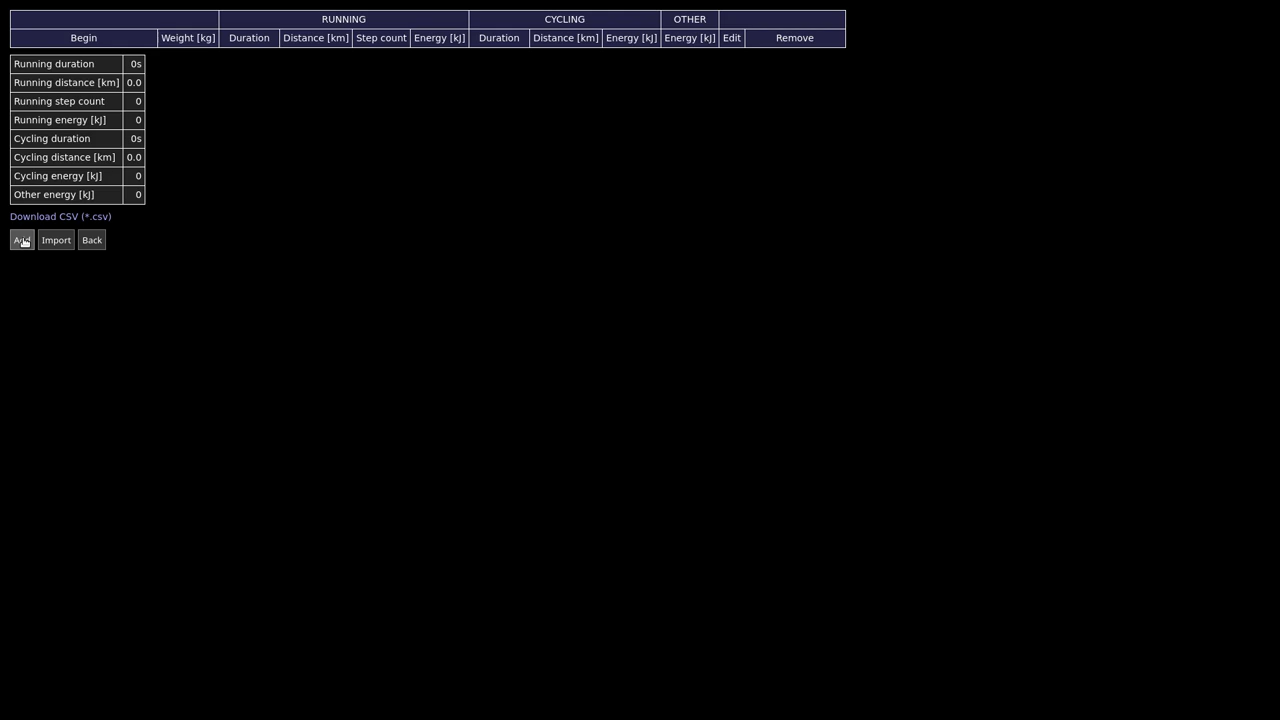 RUNNING CYCLING OTHER
Begin Weight [kg] Duration Distance [km] Step count Energy [kJ] Duration Distance [km] Energy [kJ] Energy [kJ] Edit Remove
Running duration 0s
Running distance [km] 0.0
Running step count 0
Running energy [kJ] 0
Cycling duration 0s
Cycling distance [km] 0.0
Cycling energy [kJ] 0
Other energy [kJ] 0
Download CSV (*.csv)
Add Import Back